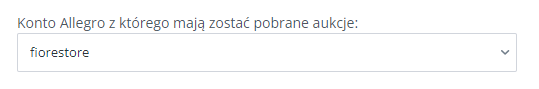 Konto Allegro z którego mają zostać pobrane aukcje:
fiorestore